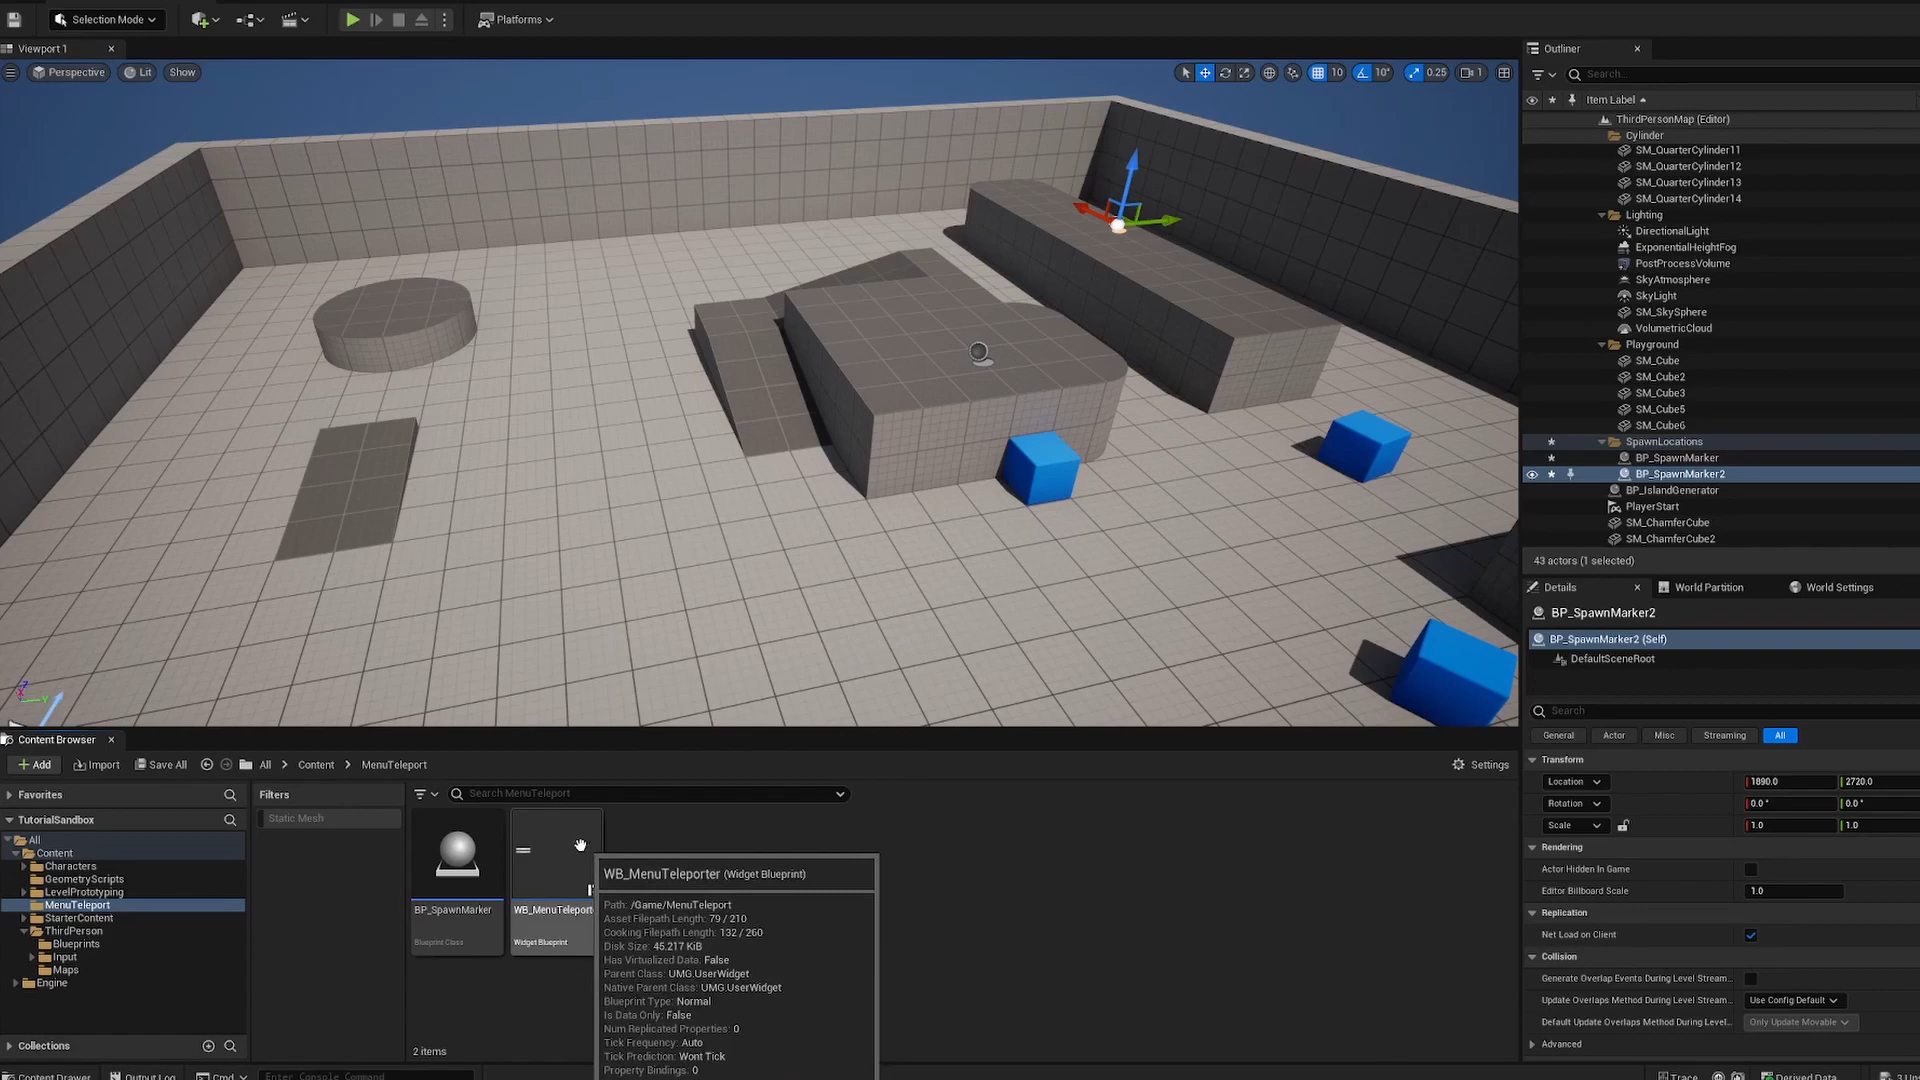 Selection Mode
Platforms
Viewport 1
Perspective
Lit
Show
10
10°
0.25
1
Outliner
Search...
Item Label
ThirdPersonMap (Editor)
Cylinder
SM_QuarterCylinder11
SM_QuarterCylinder12
SM_QuarterCylinder13
SM_QuarterCylinder14
Lighting
DirectionalLight
ExponentialHeightFog
PostProcessVolume
SkyAtmosphere
SkyLight
SM_SkySphere
VolumetricCloud
Playground
SM_Cube
SM_Cube2
SM_Cube3
SM_Cube5
SM_Cube6
SpawnLocations
BP_SpawnMarker
BP_SpawnMarker2
BP_IslandGenerator
PlayerStart
SM_ChamferCube
SM_ChamferCube2
43 actors (1 selected)
Details
World Partition
World Settings
BP_SpawnMarker2
BP_SpawnMarker2 (Self)
DefaultSceneRoot
Search
General
Actor
Misc
Streaming
All
Transform
Location
1890.0
2720.0
Rotation
0.0 °
0.0 °
Scale
1.0
1.0
Rendering
Actor Hidden In Game
Editor Billboard Scale
1.0
Replication
Net Load on Client
Collision
Generate Overlap Events During Level Stream...
Update Overlaps Method During Level Stream...
Use Config Default
Default Update Overlaps Method During Level...
Only Update Movable
Advanced
Content Browser
Add
Import
Save All
All
Content
MenuTeleport
Settings
Favorites
TutorialSandbox
All
Content
Characters
GeometryScripts
LevelPrototyping
MenuTeleport
StarterContent
ThirdPerson
Blueprints
Input
Maps
Engine
Collections
Filters
Static Mesh
Search MenuTeleport
BP_SpawnMarker
Blueprint Class
WB_MenuTeleport
Widget Blueprint
2 items
WB_MenuTeleporter (Widget Blueprint)
Path: /Game/MenuTeleport
Asset Filepath Length: 79 / 210
Cooking Filepath Length: 132 / 260
Disk Size: 45.217 KiB
Has Virtualized Data: False
Parent Class: UMG.UserWidget
Native Parent Class: UMG.UserWidget
Blueprint Type: Normal
Is Data Only: False
Num Replicated Properties: 0
Tick Frequency: Auto
Tick Prediction: Wont Tick
Property Bindings: 0
Content Drawer
Output Log
Cmd
Enter Console Command
Trace
Derived Data